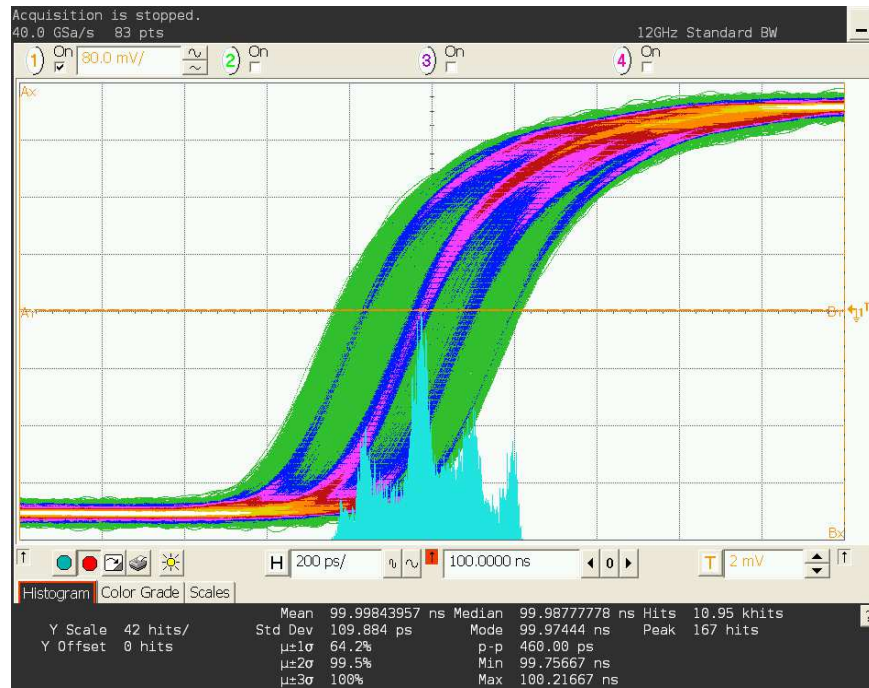 Acquisition is stopped.
40.0 GSa/s 83 pts 12GHz Standard BW
1 On 80.0 mV/ 2 On 3 On 4 On
Ax
AY BY T
Bx
H 200 ps/ 100.0000 ns 0 T 2 mV
Histogram Color Grade Scales
Mean 99.99843957 ns Median 99.98777778 ns Hits 10.95 khits
Y Scale 42 hits/ Std Dev 109.884 ps Mode 99.97444 ns Peak 167 hits
Y Offset 0 hits μ±1σ 64.2% p-p 460.00 ps
μ±2σ 99.5% Min 99.75667 ns
μ±3σ 100% Max 100.21667 ns